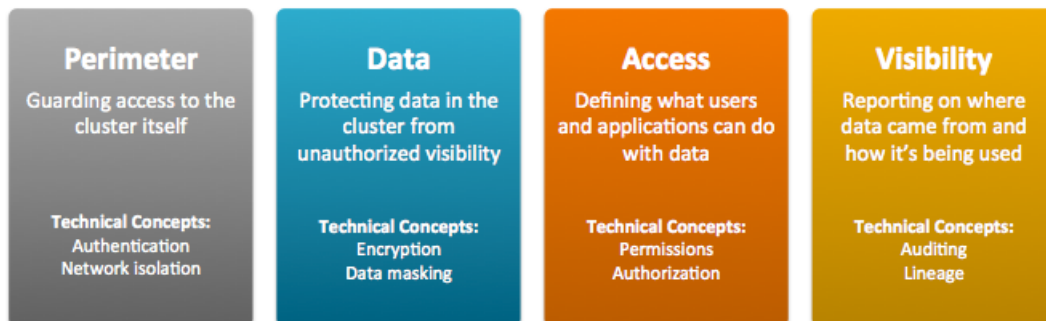 Perimeter
Guarding access to the
cluster itself
Technical Concepts:
Authentication
Network isolation
Data
Protecting data in the
cluster from
unauthorized visibility
Technical Concepts:
Encryption
Data masking
Access
Defining what users
and applications can do
with data
Technical Concepts:
Permissions
Authorization
Visibility
Reporting on where
data came from and
how it's being used
Technical Concepts:
Auditing
Lineage